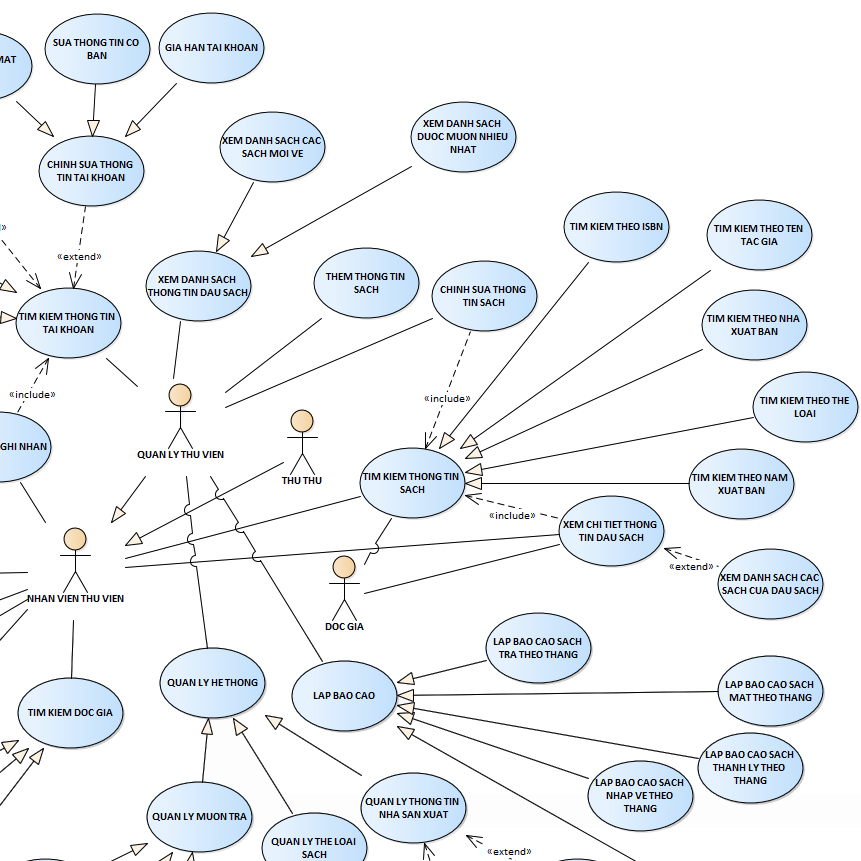 SUA THONG TIN CO
BAN
GIA HAN TAI KHOAN
MAT
XEM DANH SACH CAC
SACH MOI VE
XEM DANH SACH
DUOC MUON NHIEU
NHAT
CHINH SUA THONG
TIN TAI KHOAN
TIM KIEM THEO ISBN
TIM KIEM THEO TEN
TAC GIA
«extend»
XEM DANH SACH
THONG TIN DAU SACH
THEM THONG TIN
SACH
CHINH SUA THONG
TIN SACH
TIM KIEM THONG TIN
TAI KHOAN
TIM KIEM THEO NHA
XUAT BAN
«include»
«include»
TIM KIEM THEO THE
LOAI
GHI NHAN
QUAN LY THU VIEN
THU THU
TIM KIEM THONG TIN
SACH
TIM KIEM THEO NAM
XUAT BAN
«include»
XEM CHI TIET THONG
TIN DAU SACH
«extend»
XEM DANH SACH CAC
SACH CUA DAU SACH
NHAN VIEN THU VIEN
DOC GIA
LAP BAO CAO SACH
TRA THEO THANG
QUAN LY HE THONG
LAP BAO CAO
LAP BAO CAO SACH
MAT THEO THANG
TIM KIEM DOC GIA
LAP BAO CAO SACH
THANH LY THEO
THANG
LAP BAO CAO SACH
NHAP VE THEO
THANG
QUAN LY THONG TIN
NHA SAN XUAT
QUAN LY MUON TRA
QUAN LY THE LOAI
SACH
«extend»